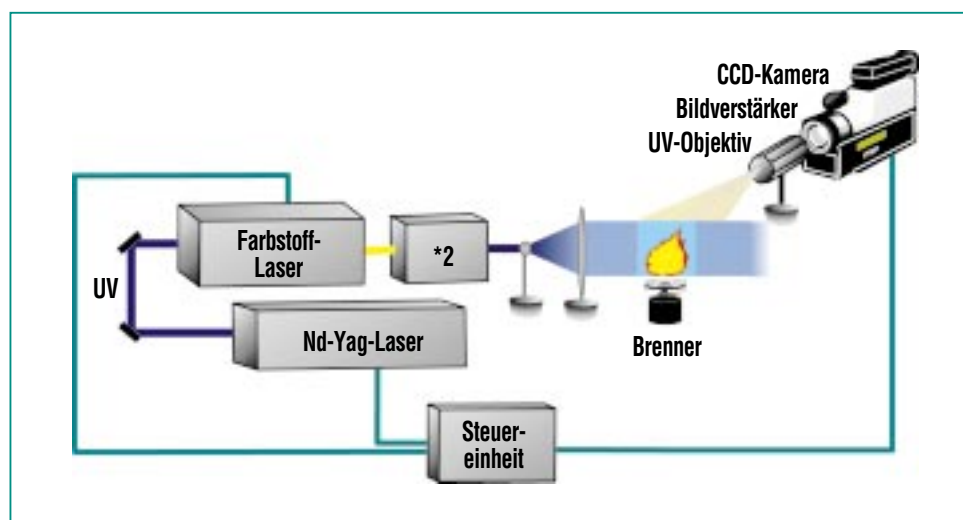 CCD-Kamera
Bildverstärker
UV-Objektiv
Farbstoff-
Laser
*2
UV
Nd-Yag-Laser
Brenner
Steuer-
einheit